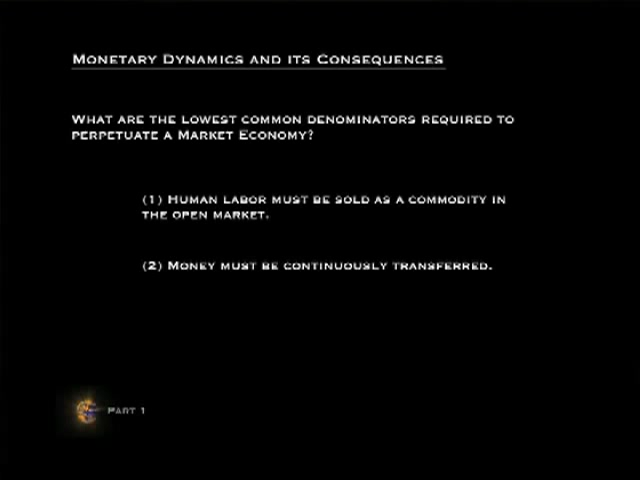 Monetary Dynamics and its Consequences
What are the lowest common denominators required to
perpetuate a Market Economy?
(1) Human labor must be sold as a commodity in
the open market.
(2) Money must be continuously transferred.
Part 1